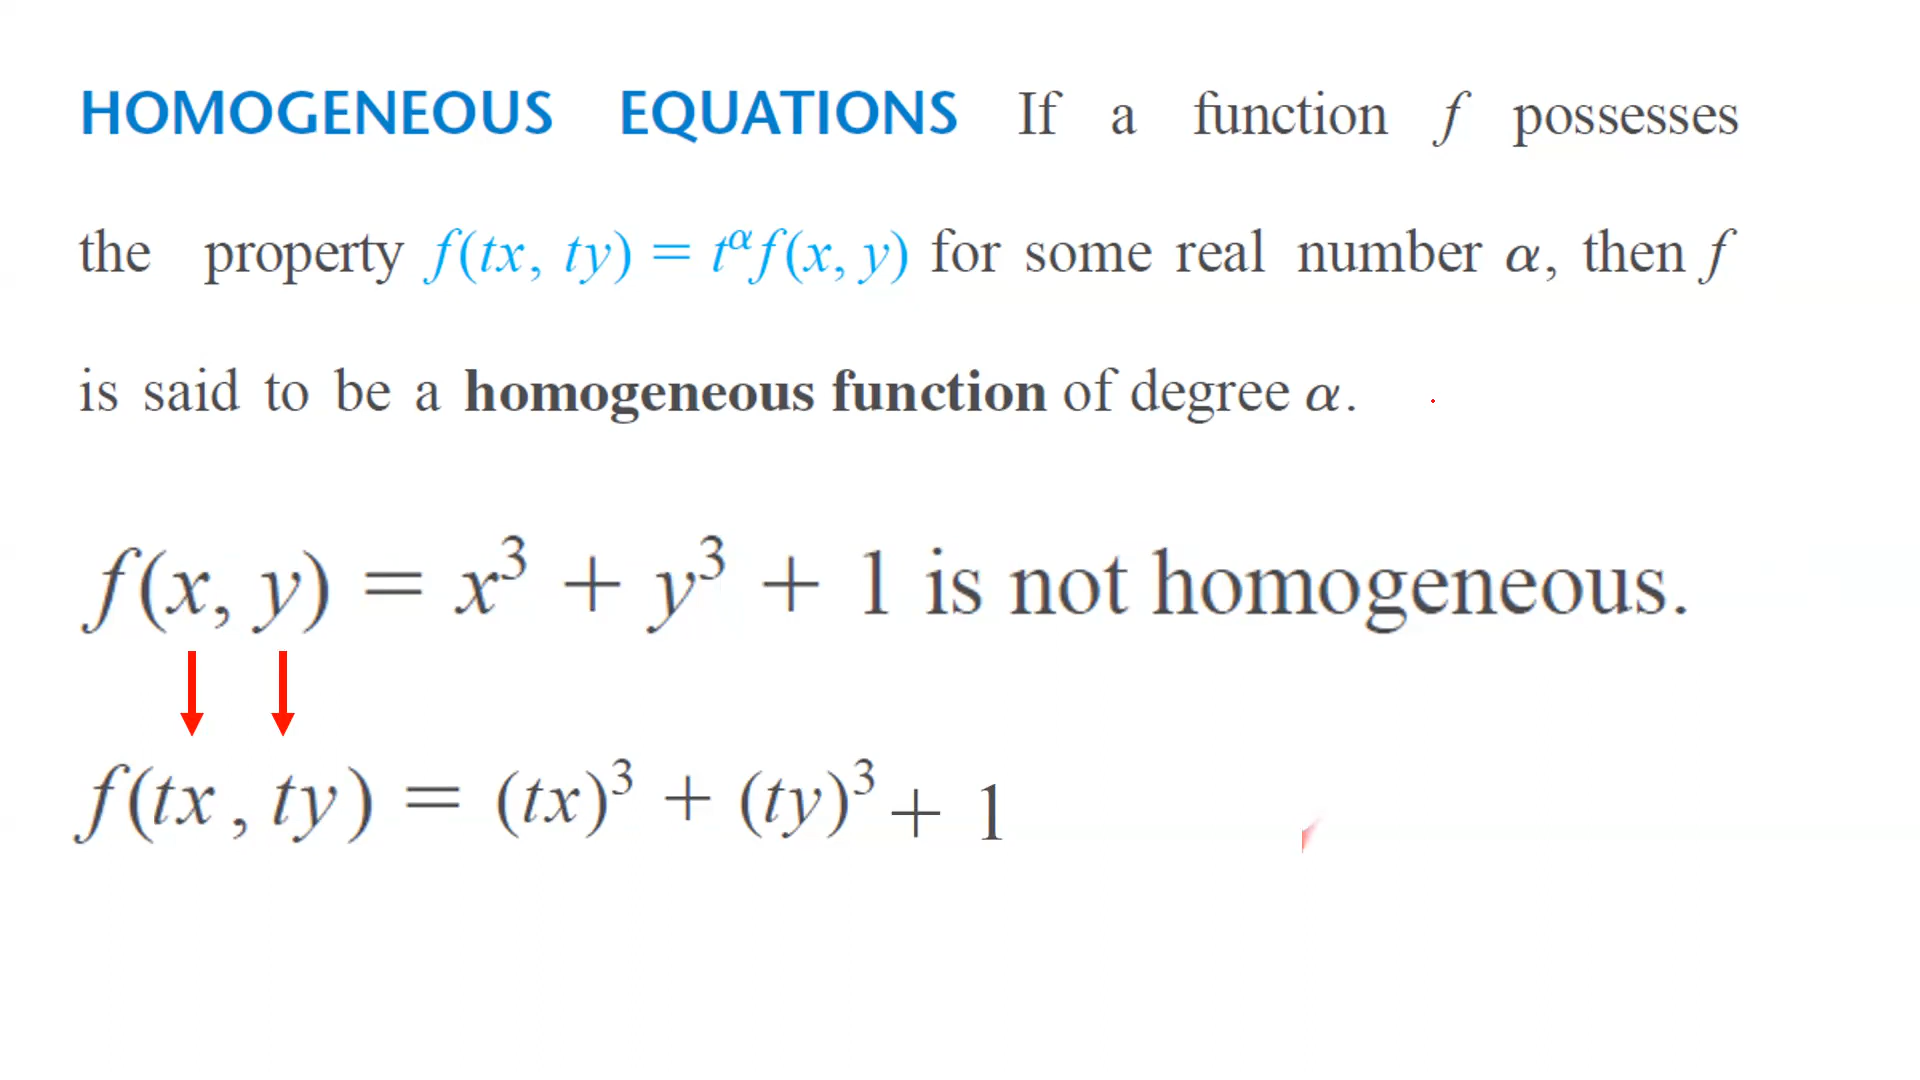 HOMOGENEOUS EQUATIONS If a function f possesses
the property f(tx, ty) = t^α f(x, y) for some real number α, then f
is said to be a homogeneous function of degree α.
f(x, y) = x³ + y³ + 1 is not homogeneous.
f(tx, ty) = (tx)³ + (ty)³ + 1